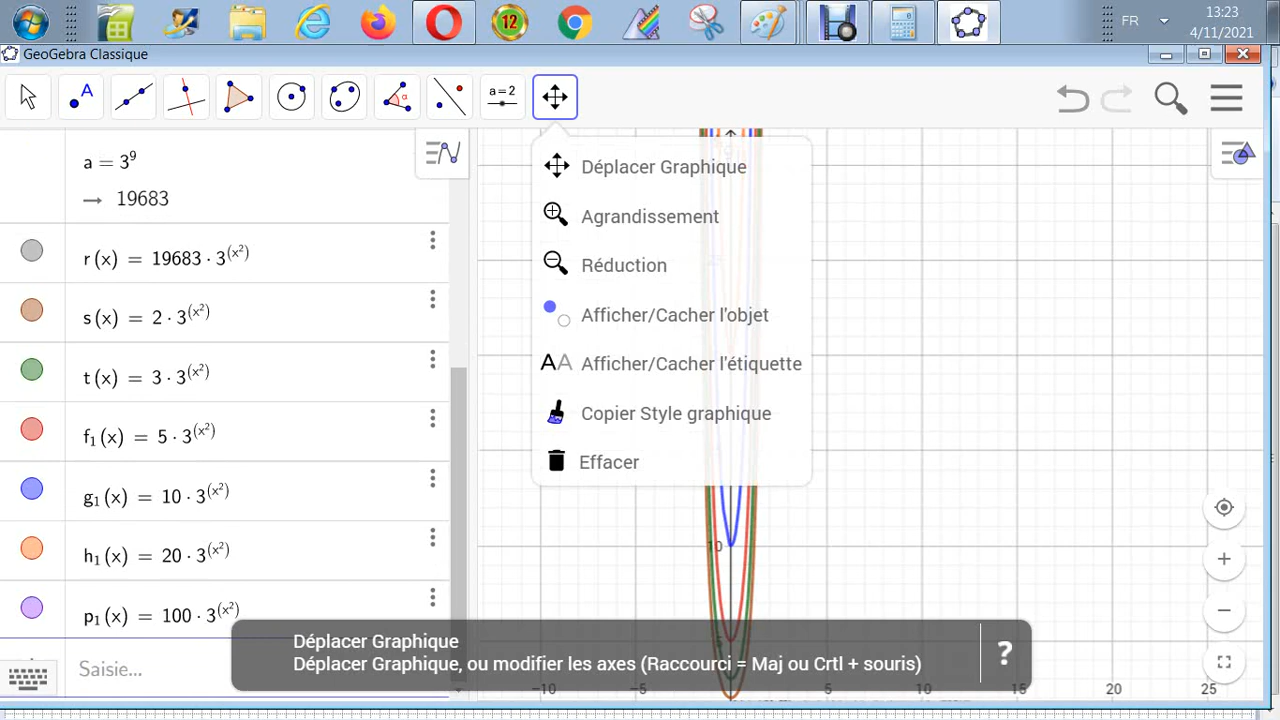 FR
13:23
4/11/2021
12
GeoGebra Classique
A
α
a = 2
a = 3⁹
→ 19683
r(x) = 19683 · 3^(x²)
s(x) = 2 · 3^(x²)
t(x) = 3 · 3^(x²)
f₁(x) = 5 · 3^(x²)
g₁(x) = 10 · 3^(x²)
h₁(x) = 20 · 3^(x²)
p₁(x) = 100 · 3^(x²)
Saisie...
Déplacer Graphique
Agrandissement
Réduction
Afficher/Cacher l'objet
AA Afficher/Cacher l'étiquette
Copier Style graphique
Effacer
10
5
Déplacer Graphique
Déplacer Graphique, ou modifier les axes (Raccourci = Maj ou Crtl + souris)
?
−10 −5 5 10 15 20 25